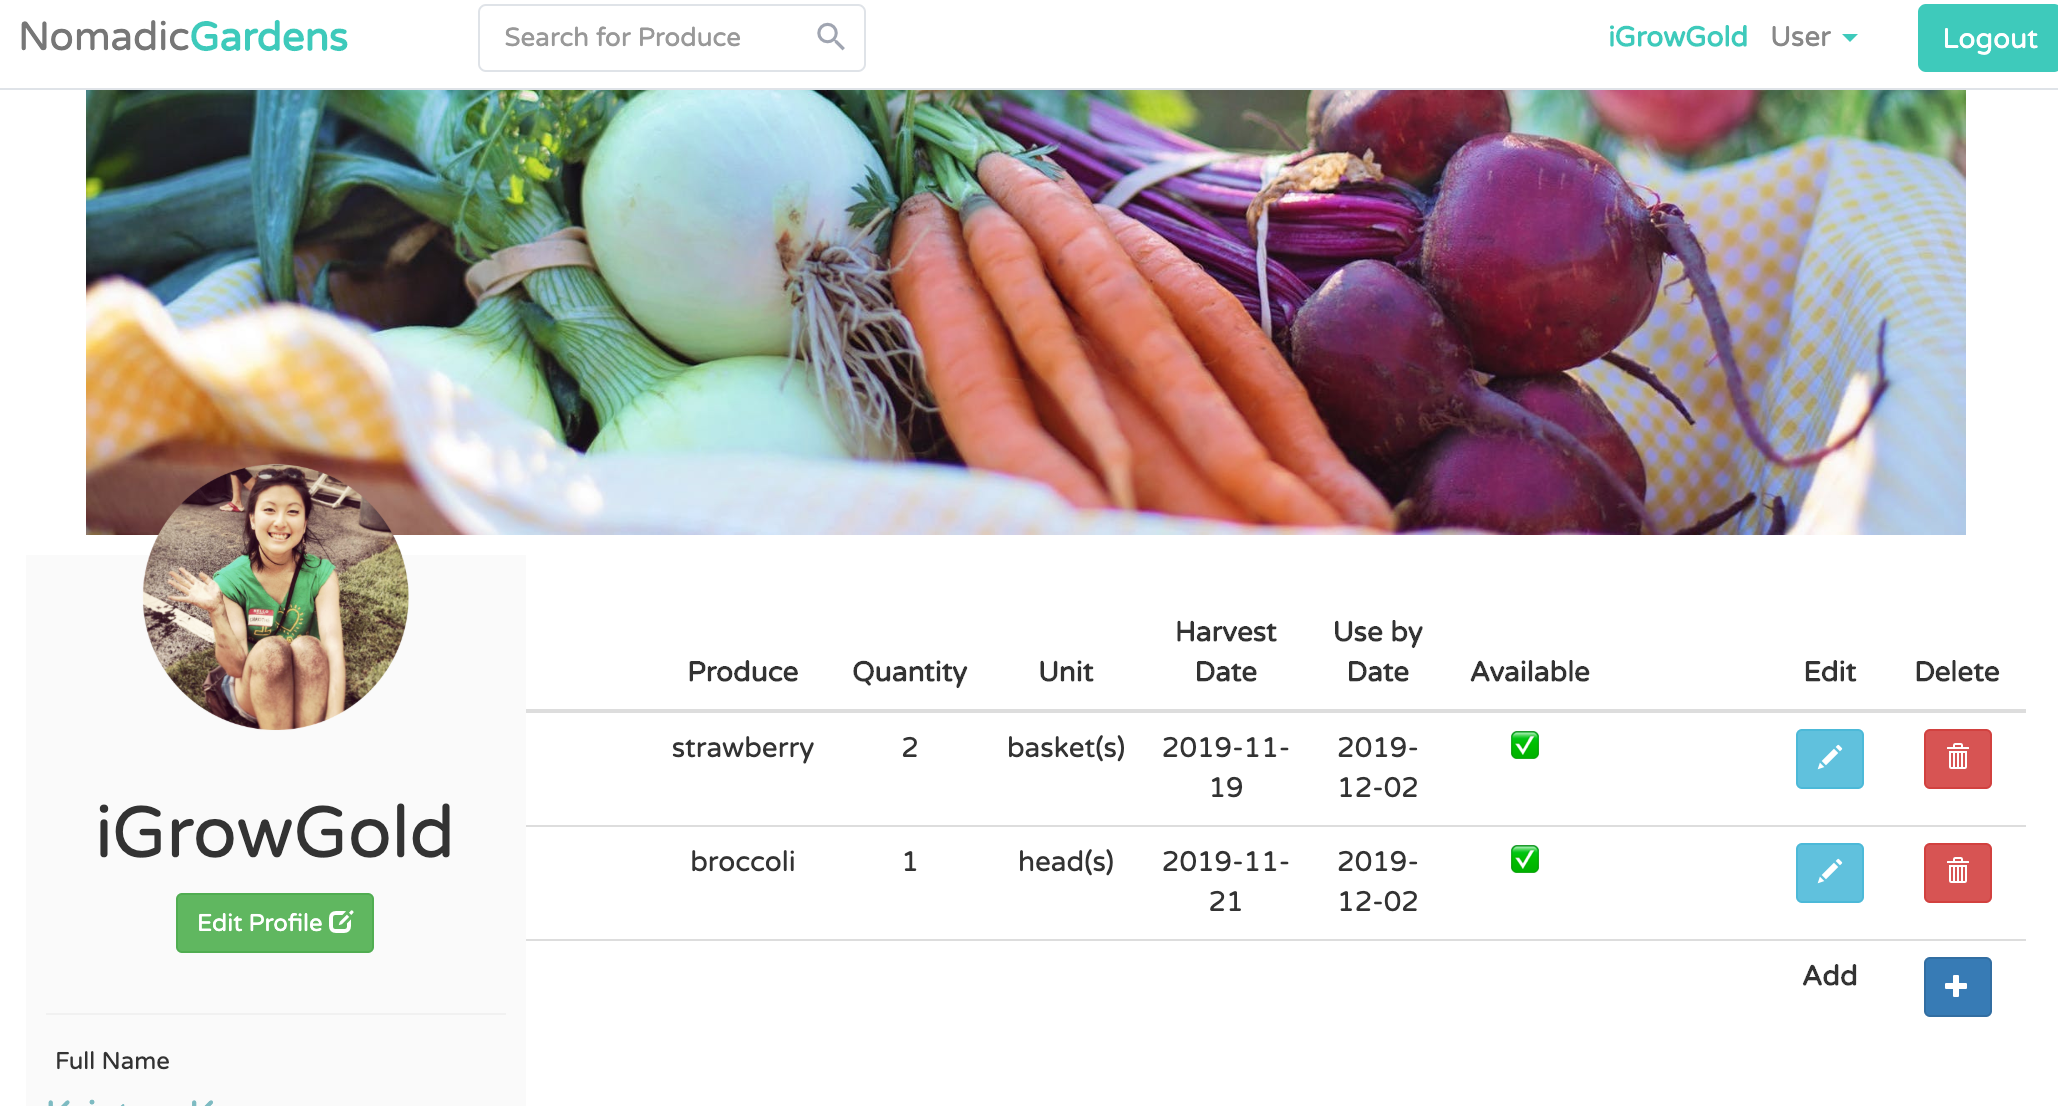 NomadicGardens
Search for Produce
iGrowGold User
Logout
HELLO
iGrowGold
Edit Profile
Full Name
Produce Quantity Unit Harvest Date Use by Date Available Edit Delete
strawberry 2 basket(s) 2019-11-19 2019-12-02
broccoli 1 head(s) 2019-11-21 2019-12-02
Add